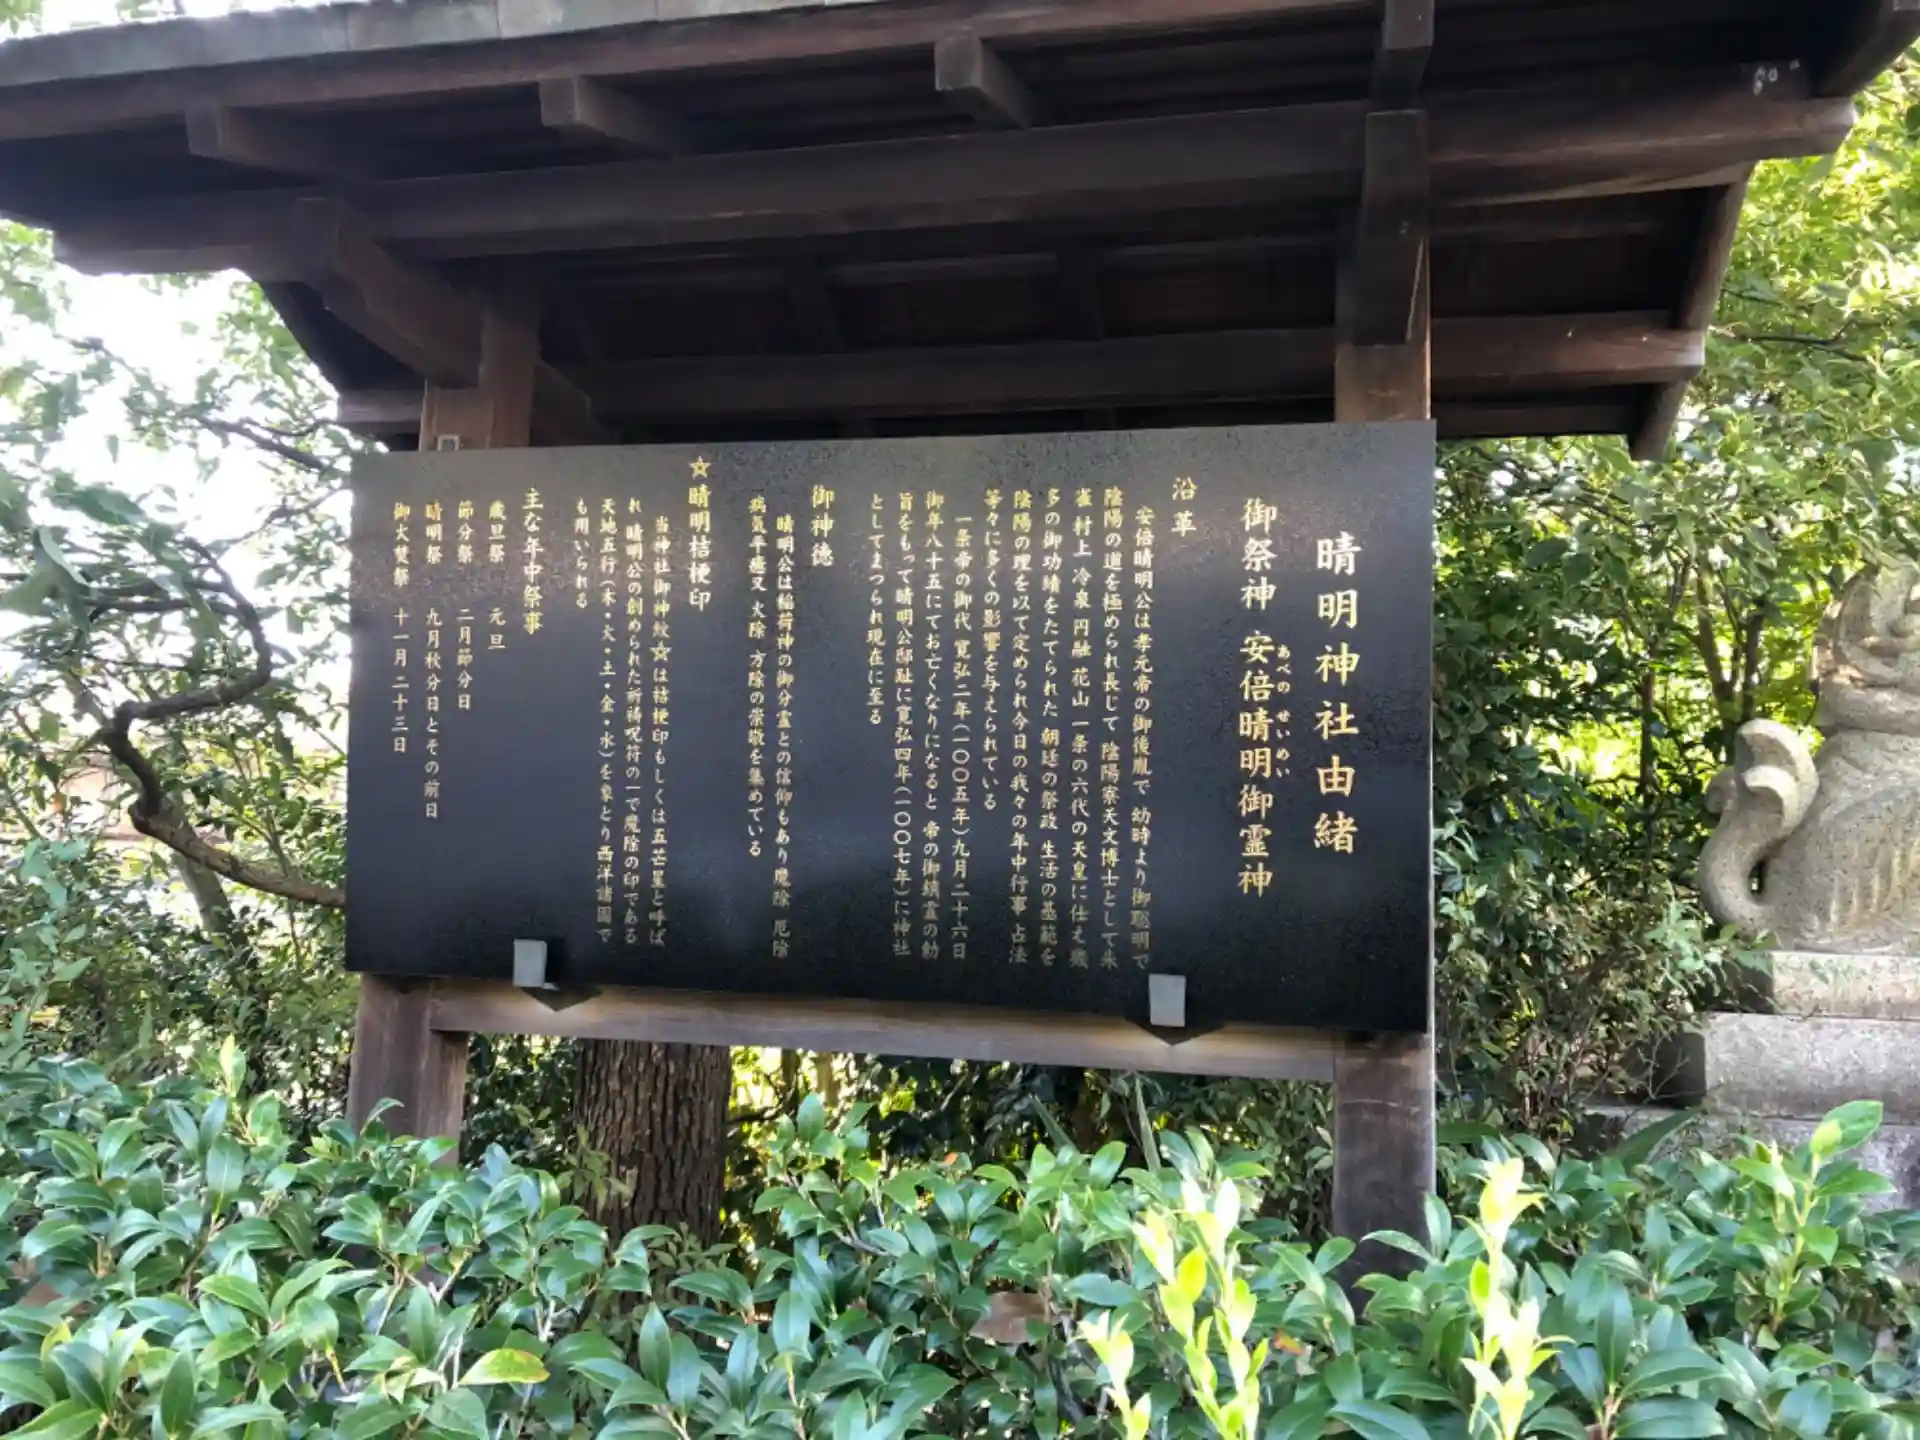 晴明神社由緒
御祭神 安倍晴明御霊神
あべの せいめい
沿革
安倍晴明公は孝元帝の御後胤で 幼時より御聡明で
陰陽の道を極められ長じて 陰陽寮天文博士として朱
雀 村上 冷泉 円融 花山 一条の六代の天皇に仕え幾
多の御功績をたてられた 朝廷の祭政 生活の基範を
陰陽の理を以て定められ今日の我々の年中行事 占法
等々に多くの影響を与えられている
一条帝の御代 寛弘二年(一〇〇五年)九月二十六日
御年八十五にてお亡くなりになると 帝の御鎮霊の勅
旨をもって晴明公邸趾に寛弘四年(一〇〇七年)に神社
としてまつられ現在に至る
御神徳
晴明公は稲荷神の御分霊との信仰もあり魔除 厄除
病気平癒又 火除 方除の崇敬を集めている
☆晴明桔梗印
当神社御神紋☆は桔梗印もしくは五芒星と呼ば
れ 晴明公の創められた祈祷呪符の一で魔除の印である
天地五行(木・火・土・金・水)を象とり西洋諸国で
も用いられる
主な年中祭事
歳旦祭 元旦
節分祭 二月節分日
晴明祭 九月秋分日とその前日
御火焚祭 十一月二十三日